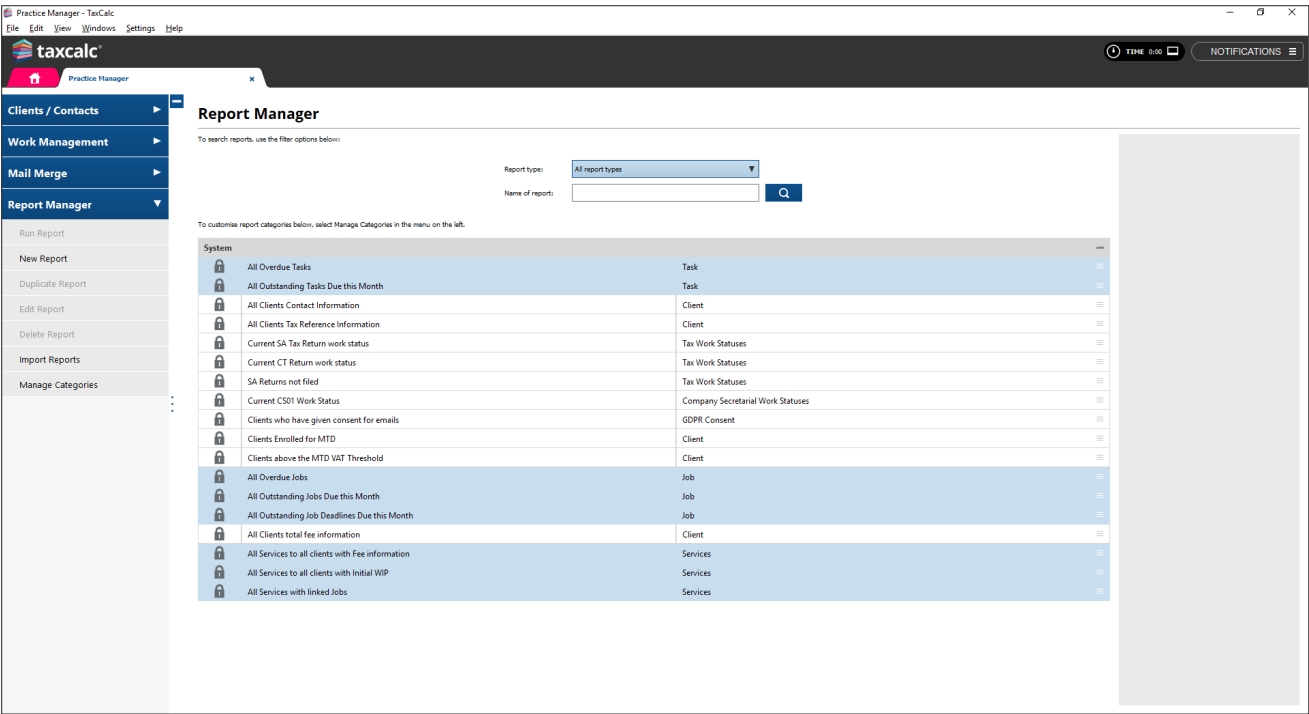 Practice Manager - TaxCalc
File Edit View Windows Settings Help
taxcalc®
TIME 0:00
NOTIFICATIONS
Practice Manager
Clients / Contacts
Work Management
Mail Merge
Report Manager
Run Report
New Report
Duplicate Report
Edit Report
Delete Report
Import Reports
Manage Categories
Report Manager
To search reports, use the filter options below:
Report type: All report types
Name of report:
To customise report categories below, select Manage Categories in the menu on the left.
System
All Overdue Tasks Task
All Outstanding Tasks Due this Month Task
All Clients Contact Information Client
All Clients Tax Reference Information Client
Current SA Tax Return work status Tax Work Statuses
Current CT Return work status Tax Work Statuses
SA Returns not filed Tax Work Statuses
Current CS01 Work Status Company Secretarial Work Statuses
Clients who have given consent for emails GDPR Consent
Clients Enrolled for MTD Client
Clients above the MTD VAT Threshold Client
All Overdue Jobs Job
All Outstanding Jobs Due this Month Job
All Outstanding Job Deadlines Due this Month Job
All Clients total fee information Client
All Services to all clients with Fee information Services
All Services to all clients with Initial WIP Services
All Services with linked Jobs Services